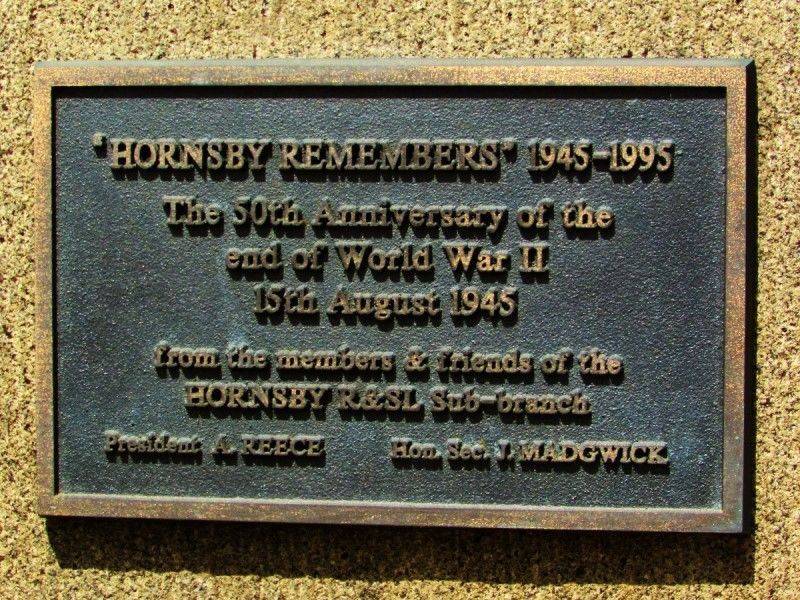 "HORNSBY REMEMBERS" 1945-1995
The 50th Anniversary of the
end of World War II
15th August 1945
from the members & friends of the
HORNSBY R&SL Sub-branch
President A. REECE Hon. Sec. J. MADGWICK